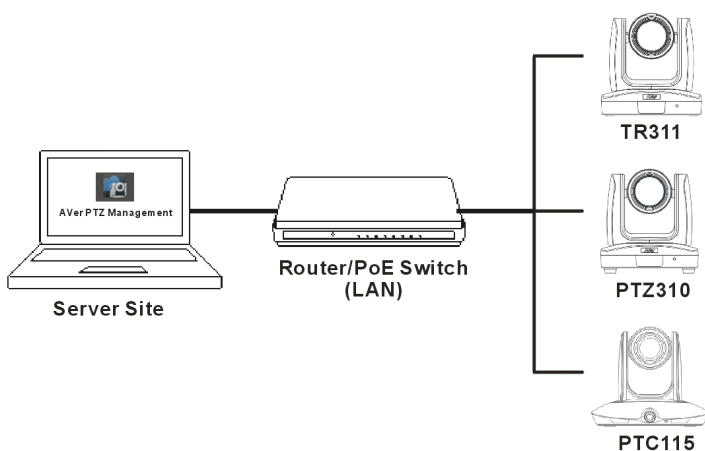 AVer PTZ Management
Server Site
Router/PoE Switch
(LAN)
TR311
PTZ310
PTC115